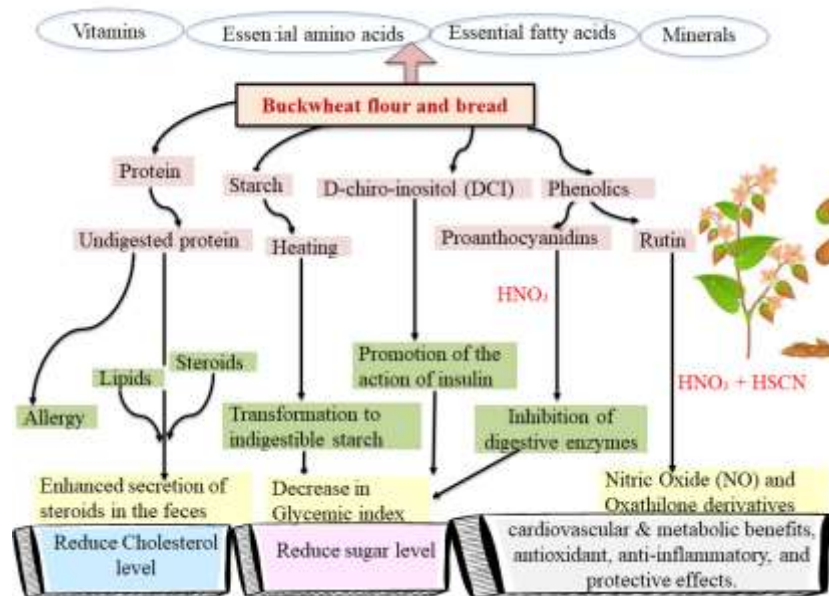 Vitamins
Essential amino acids
Essential fatty acids
Minerals
Buckwheat flour and bread
Protein
Starch
D-chiro-inositol (DCI)
Phenolics
Undigested protein
Heating
Proanthocyanidins
Rutin
HNO₃
HNO₃ + HSCN
Steroids
Lipids
Allergy
Promotion of the
action of insulin
Transformation to
indigestible starch
Inhibition of
digestive enzymes
Enhanced secretion of
steroids in the feces
Decrease in
Glycemic index
Nitric Oxide (NO) and
Oxathilone derivatives
Reduce Cholesterol
level
Reduce sugar level
cardiovascular & metabolic benefits,
antioxidant, anti-inflammatory, and
protective effects.